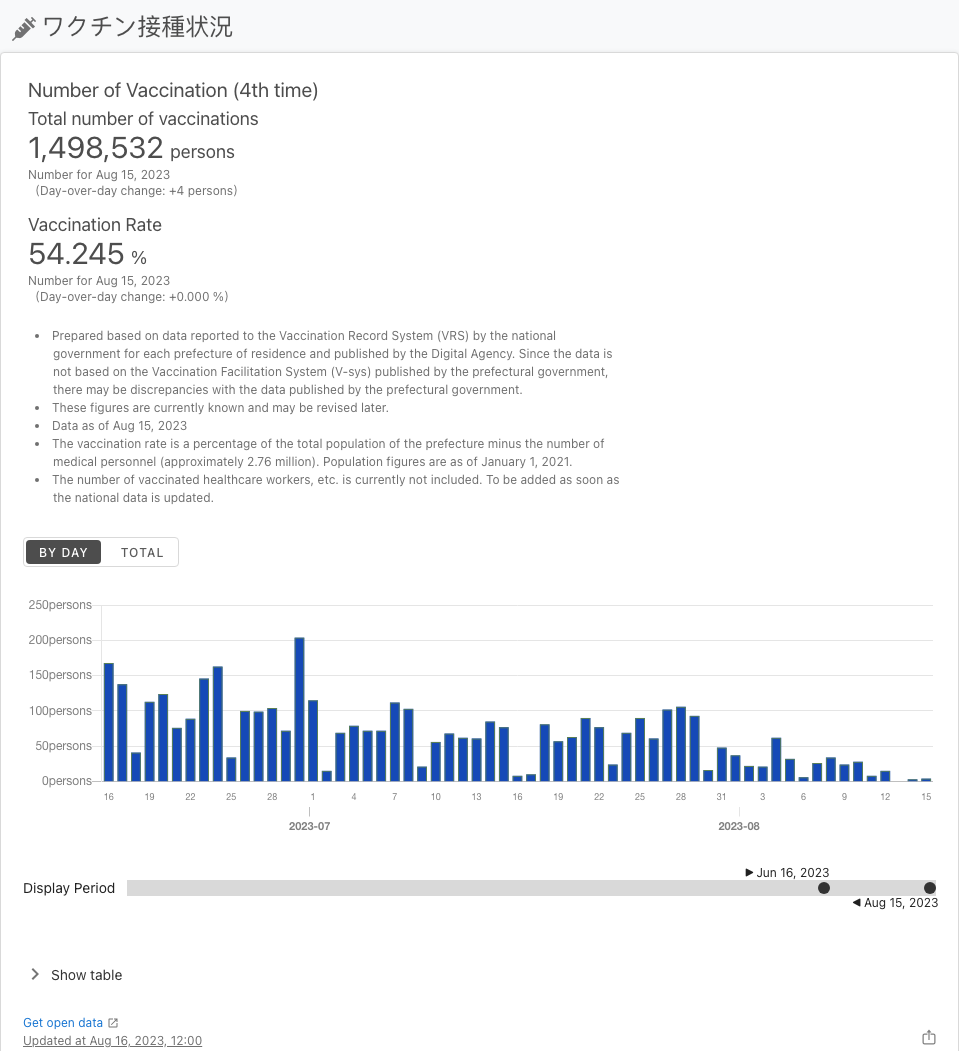 ワクチン接種状況
Number of Vaccination (4th time)
Total number of vaccinations
1,498,532 persons
Number for Aug 15, 2023
(Day-over-day change: +4 persons)
Vaccination Rate
54.245 %
Number for Aug 15, 2023
(Day-over-day change: +0.000 %)
• Prepared based on data reported to the Vaccination Record System (VRS) by the national
government for each prefecture of residence and published by the Digital Agency. Since the data is
not based on the Vaccination Facilitation System (V-sys) published by the prefectural government,
there may be discrepancies with the data published by the prefectural government.
• These figures are currently known and may be revised later.
• Data as of Aug 15, 2023
• The vaccination rate is a percentage of the total population of the prefecture minus the number of
medical personnel (approximately 2.76 million). Population figures are as of January 1, 2021.
• The number of vaccinated healthcare workers, etc. is currently not included. To be added as soon as
the national data is updated.
BY DAY TOTAL
250persons
200persons
150persons
100persons
50persons
0persons
16 19 22 25 28 1 4 7 10 13 16 19 22 25 28 31 3 6 9 12 15
2023-07 2023-08
Jun 16, 2023
Display Period
Aug 15, 2023
Show table
Get open data
Updated at Aug 16, 2023, 12:00